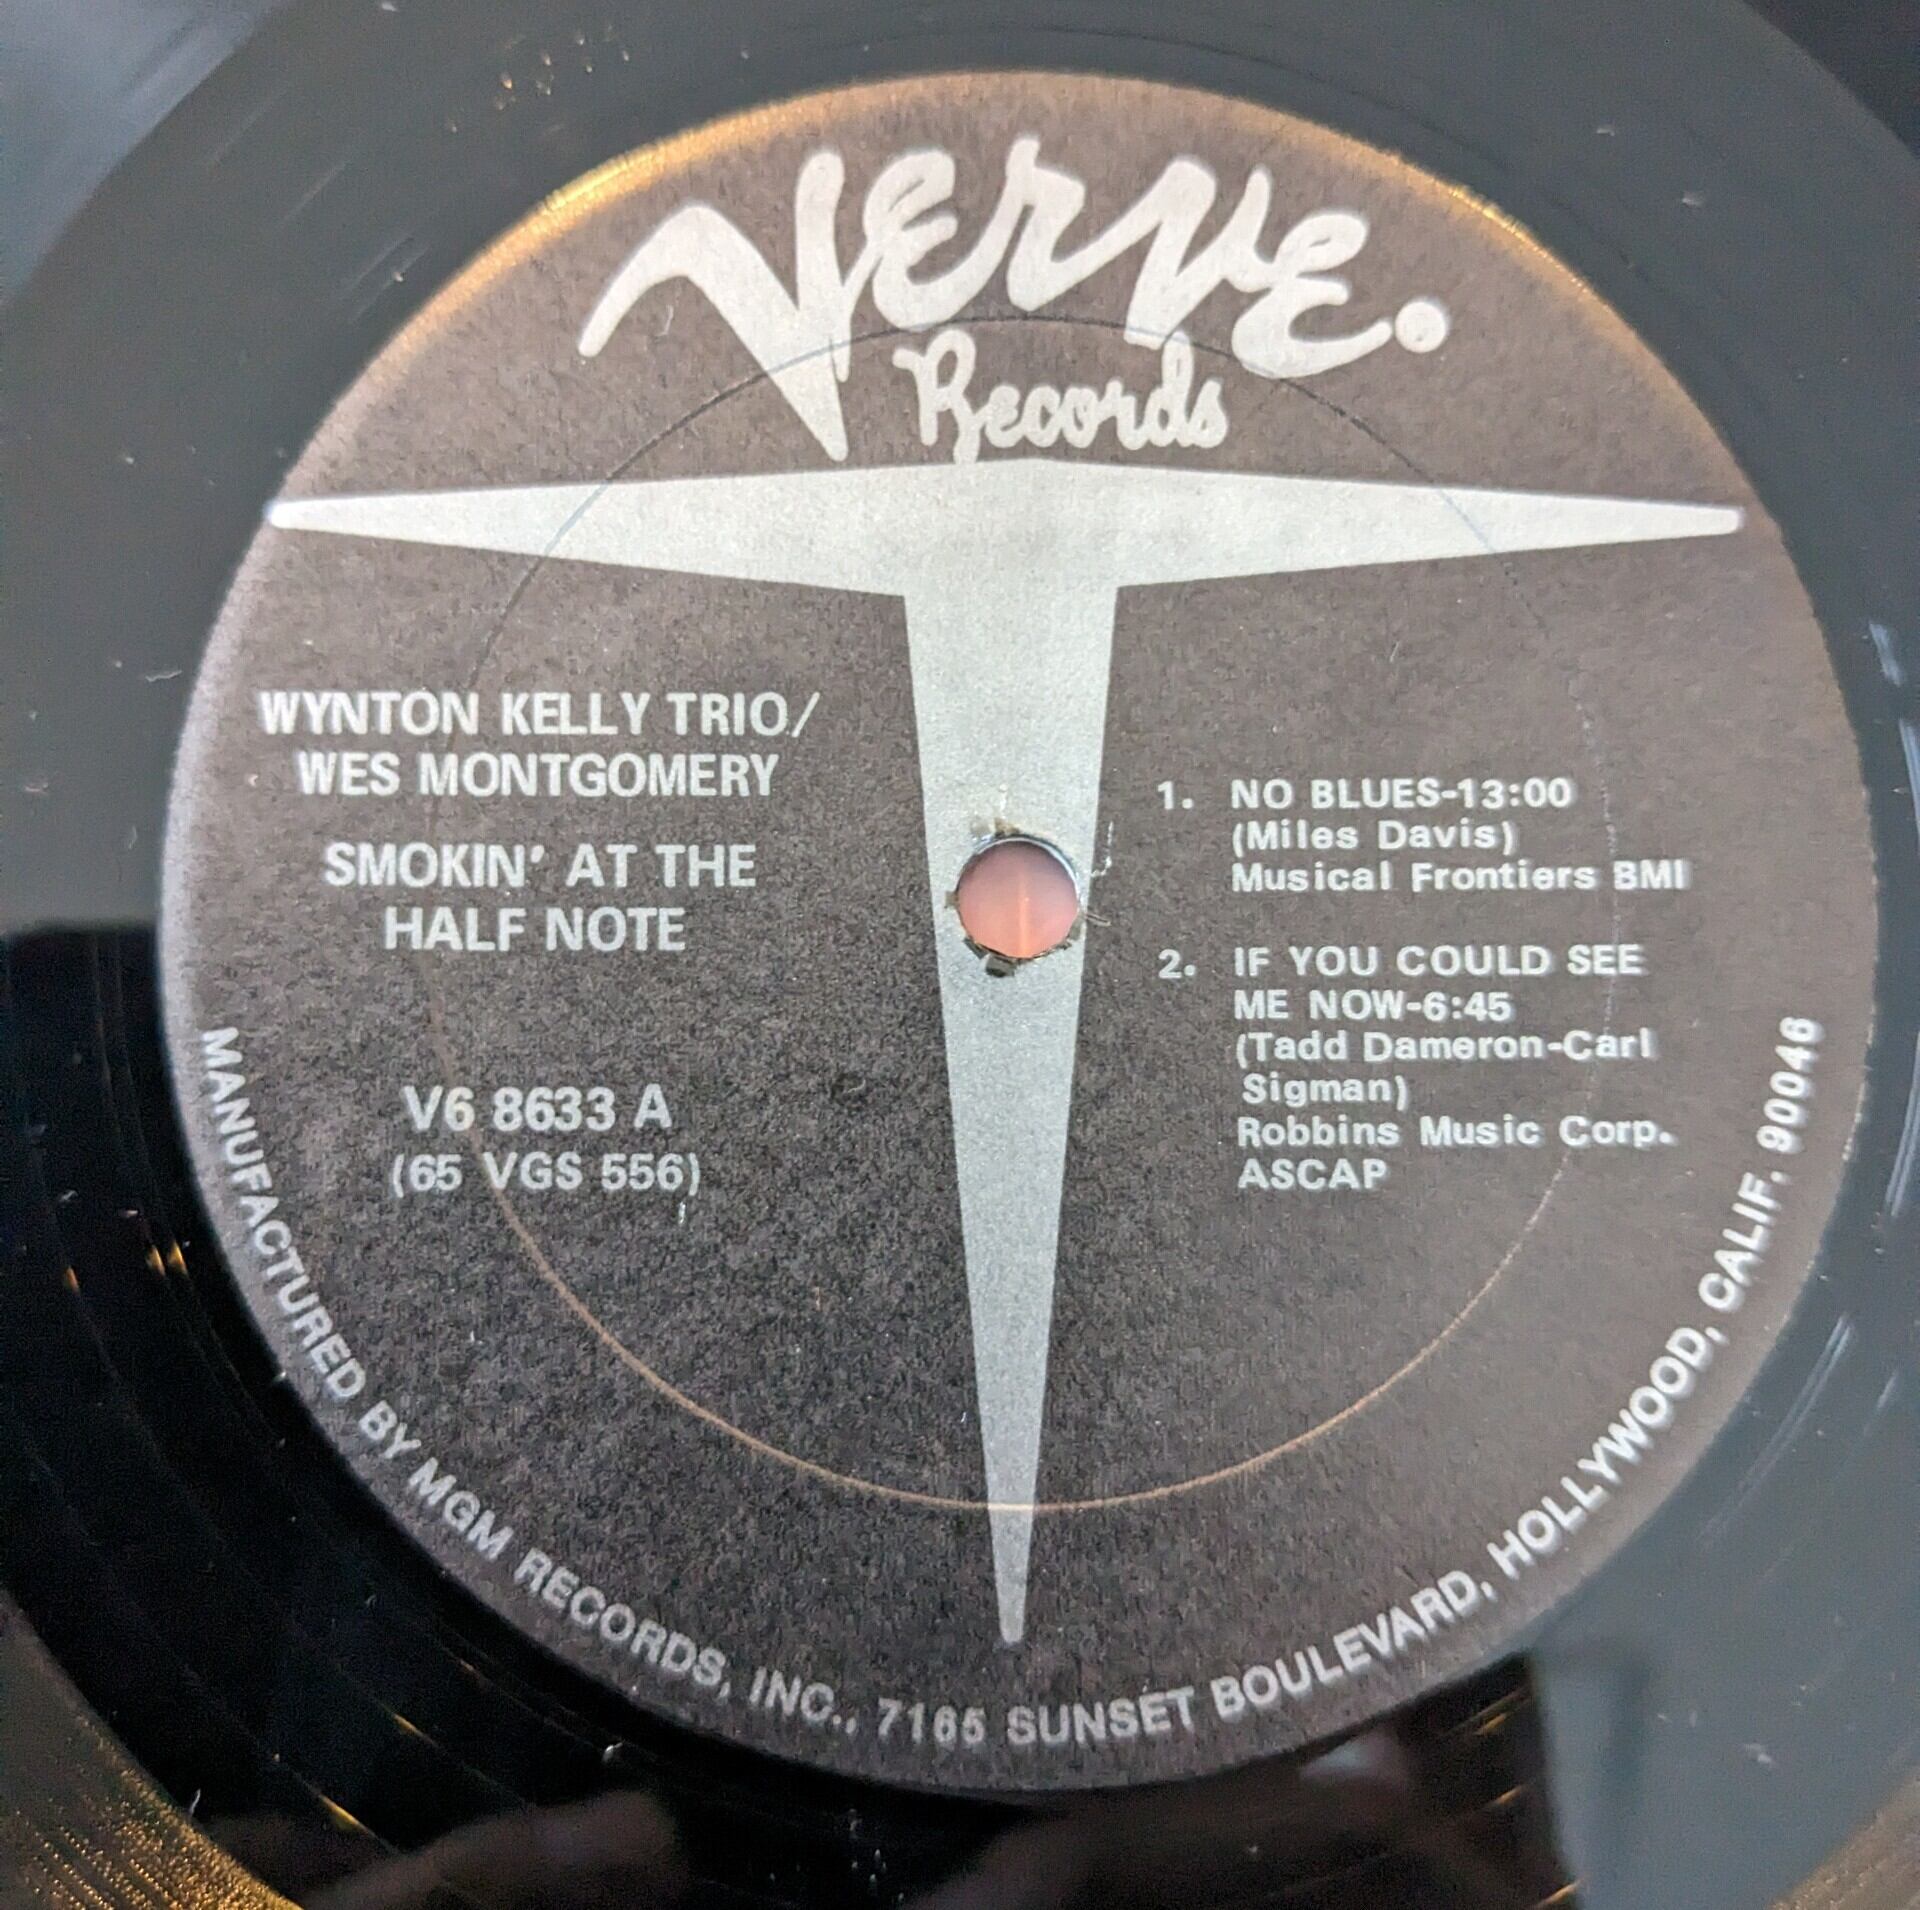 Verve.
Records
WYNTON KELLY TRIO/
WES MONTGOMERY
SMOKIN' AT THE
HALF NOTE
V6 8633 A
(65 VGS 556)
1. NO BLUES-13:00
(Miles Davis)
Musical Frontiers BMI
2. IF YOU COULD SEE
ME NOW-6:45
(Tadd Dameron-Carl
Sigman)
Robbins Music Corp.
ASCAP
MANUFACTURED BY MGM RECORDS, INC., 7165 SUNSET BOULEVARD, HOLLYWOOD, CALIF. 90046